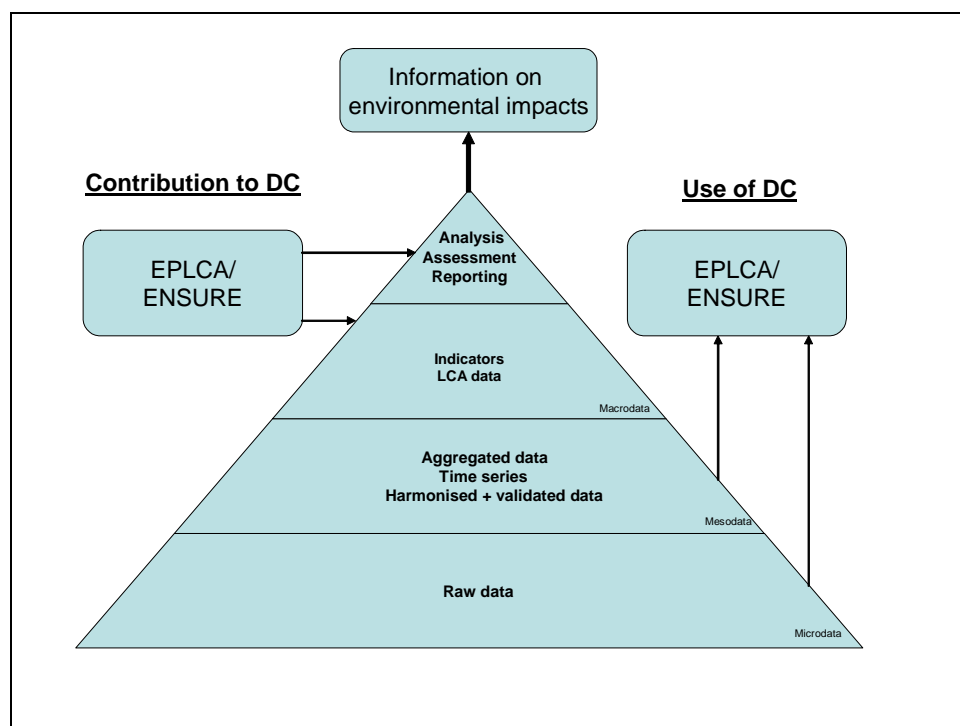 Information on
environmental impacts
Contribution to DC
Use of DC
EPLCA/
ENSURE
Analysis
Assessment
Reporting
EPLCA/
ENSURE
Indicators
LCA data
Macrodata
Aggregated data
Time series
Harmonised + validated data
Mesodata
Raw data
Microdata